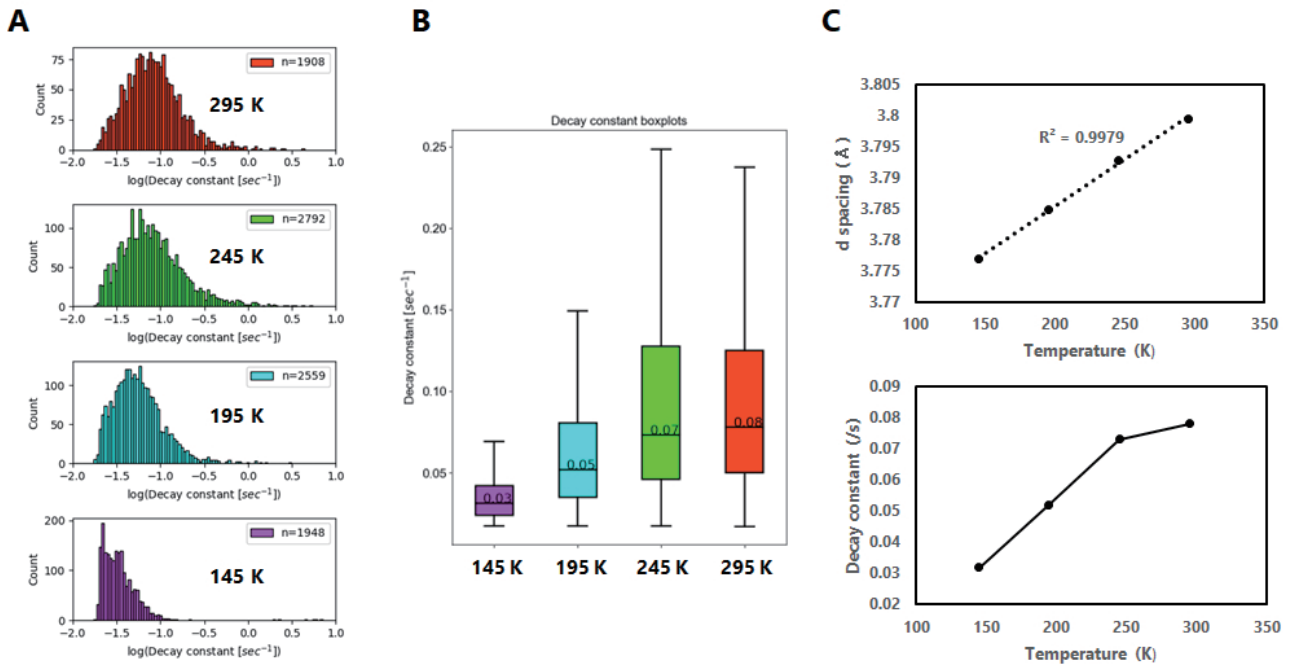 A
n=1908
295 K
Count
75
50
25
0
−2.0 −1.5 −1.0 −0.5 0.0 0.5 1.0
log(Decay constant [sec⁻¹])
n=2792
245 K
Count
100
50
0
−2.0 −1.5 −1.0 −0.5 0.0 0.5 1.0
log(Decay constant [sec⁻¹])
n=2559
195 K
Count
100
50
0
−2.0 −1.5 −1.0 −0.5 0.0 0.5 1.0
log(Decay constant [sec⁻¹])
n=1948
145 K
Count
200
100
0
−2.0 −1.5 −1.0 −0.5 0.0 0.5 1.0
log(Decay constant [sec⁻¹])
B
Decay constant boxplots
Decay constant [sec⁻¹]
0.25
0.20
0.15
0.10
0.05
0.03
0.05
0.07
0.08
145 K 195 K 245 K 295 K
C
d spacing (Å)
3.805
3.8
3.795
3.79
3.785
3.78
3.775
3.77
R² = 0.9979
100 150 200 250 300 350
Temperature (K)
Decay constant (/s)
0.09
0.08
0.07
0.06
0.05
0.04
0.03
0.02
100 150 200 250 300 350
Temperature (K)